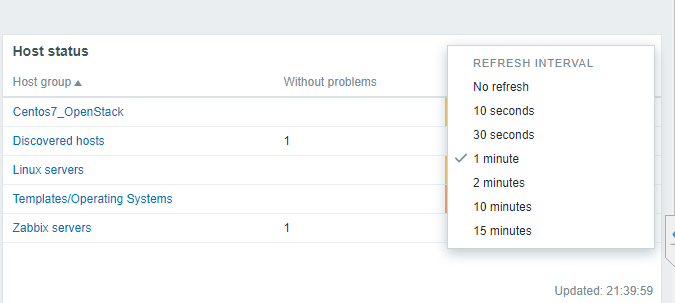 Host status
Host group Without problems
Centos7_OpenStack
Discovered hosts 1
Linux servers
Templates/Operating Systems
Zabbix servers 1
REFRESH INTERVAL
No refresh
10 seconds
30 seconds
1 minute
2 minutes
10 minutes
15 minutes
Updated: 21:39:59